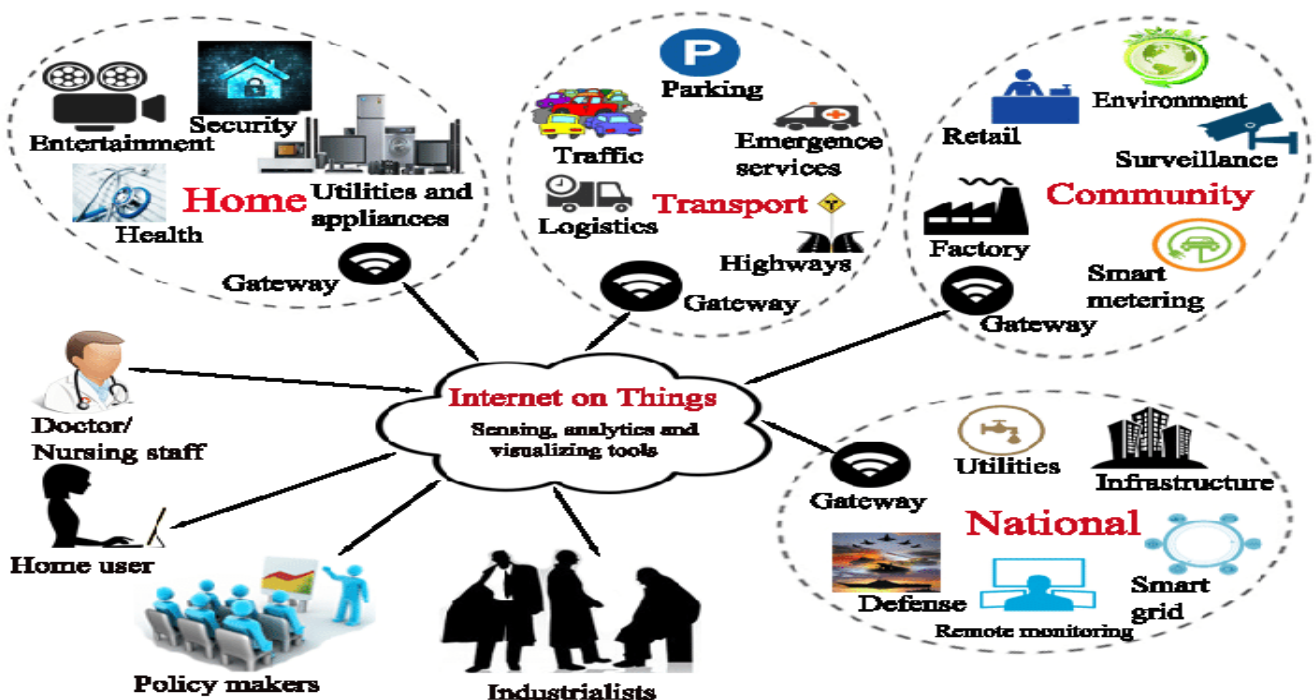 Entertainment
Security
Health
Home
Utilities and
appliances
Gateway
P
Parking
Traffic
Emergence
services
Logistics
Transport
Highways
Gateway
Retail
Environment
Surveillance
Community
Factory
Smart
metering
Gateway
Internet on Things
Sensing, analytics and
visualizing tools
Doctor/
Nursing staff
Home user
Policy makers
Industrialists
Gateway
Utilities
Infrastructure
National
Defense
Remote monitoring
Smart
grid